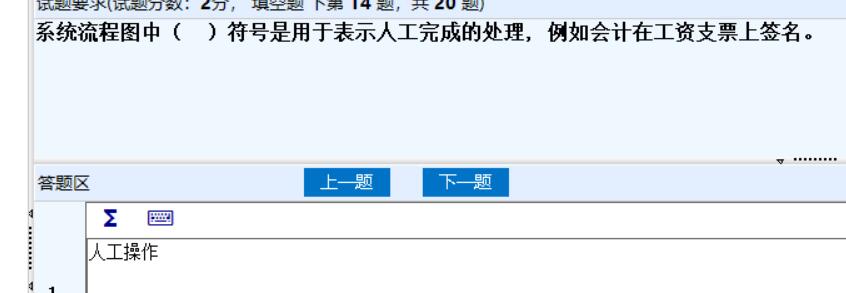 试题要求(试题分数：2分， 填空题 下第 14 题，共 20 题)
系统流程图中（　）符号是用于表示人工完成的处理，例如会计在工资支票上签名。
答题区 上一题 下一题
Σ
人工操作
1